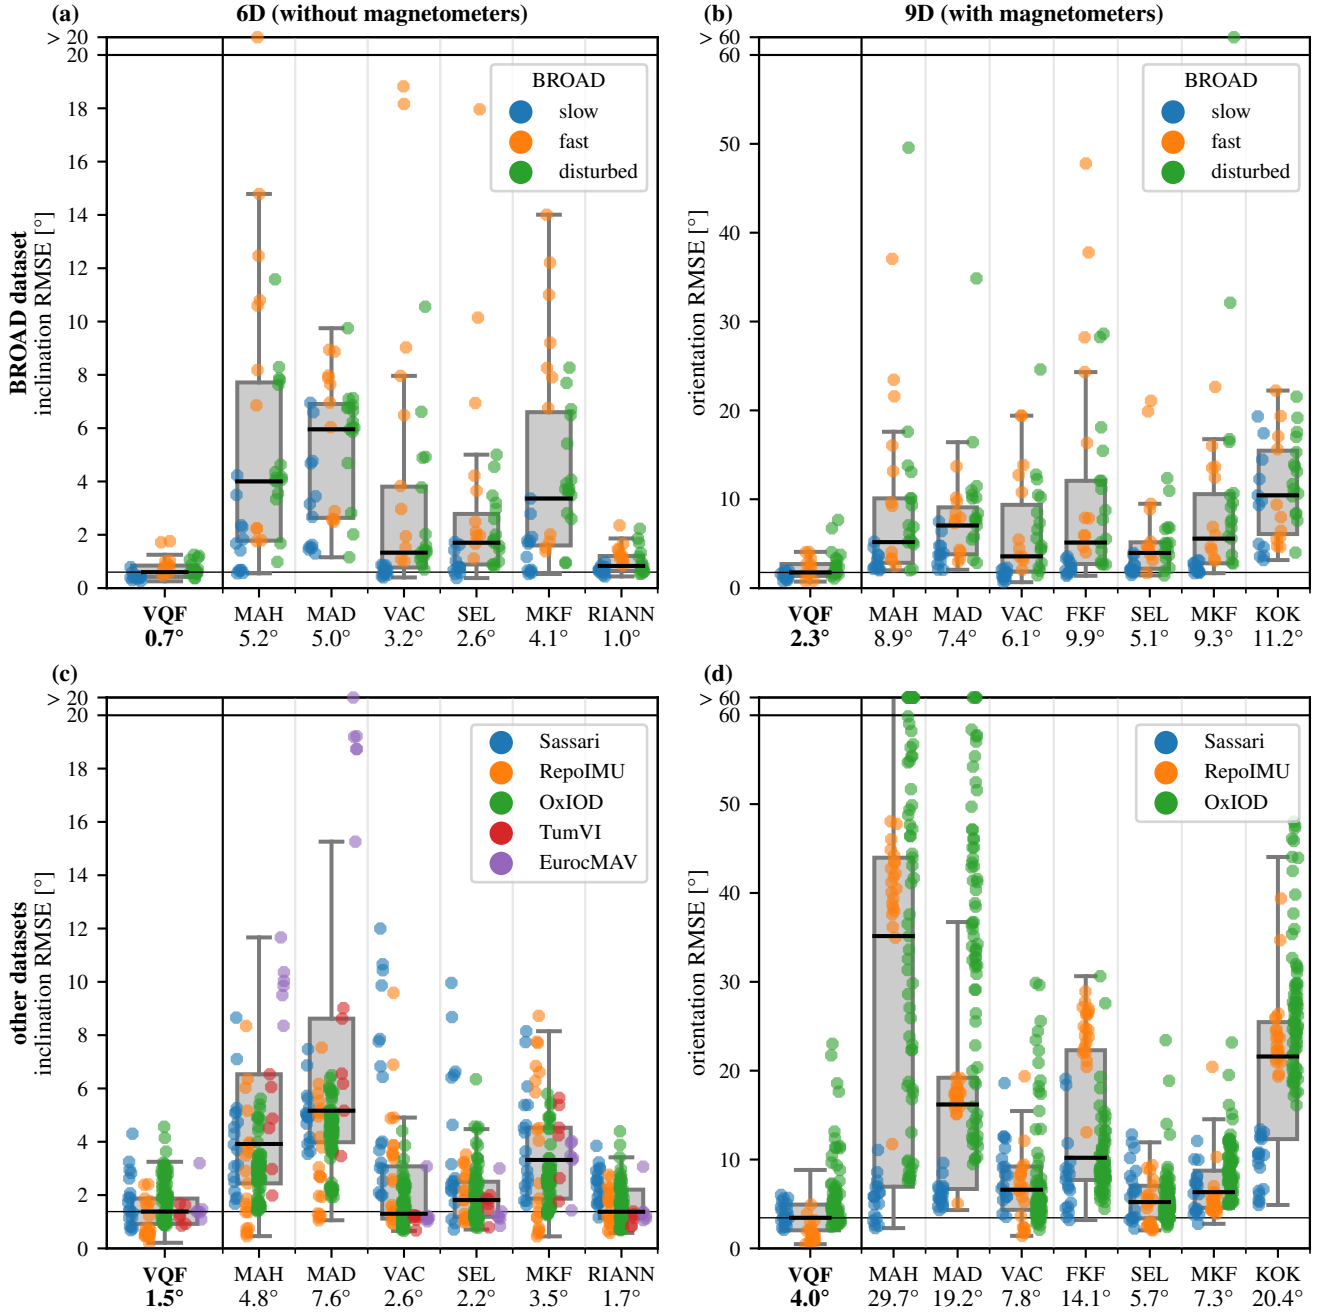 (a) 6D (without magnetometers)
> 20
20
18
16
14
12
10
8
6
4
2
0
BROAD dataset
inclination RMSE [°]
BROAD
slow
fast
disturbed
VQF MAH MAD VAC SEL MKF RIANN
0.7° 5.2° 5.0° 3.2° 2.6° 4.1° 1.0°
(b) 9D (with magnetometers)
> 60
60
50
40
30
20
10
0
orientation RMSE [°]
BROAD
slow
fast
disturbed
VQF MAH MAD VAC FKF SEL MKF KOK
2.3° 8.9° 7.4° 6.1° 9.9° 5.1° 9.3° 11.2°
(c)
> 20
20
18
16
14
12
10
8
6
4
2
0
other datasets
inclination RMSE [°]
Sassari
RepoIMU
OxIOD
TumVI
EurocMAV
VQF MAH MAD VAC SEL MKF RIANN
1.5° 4.8° 7.6° 2.6° 2.2° 3.5° 1.7°
(d)
> 60
60
50
40
30
20
10
0
orientation RMSE [°]
Sassari
RepoIMU
OxIOD
VQF MAH MAD VAC FKF SEL MKF KOK
4.0° 29.7° 19.2° 7.8° 14.1° 5.7° 7.3° 20.4°